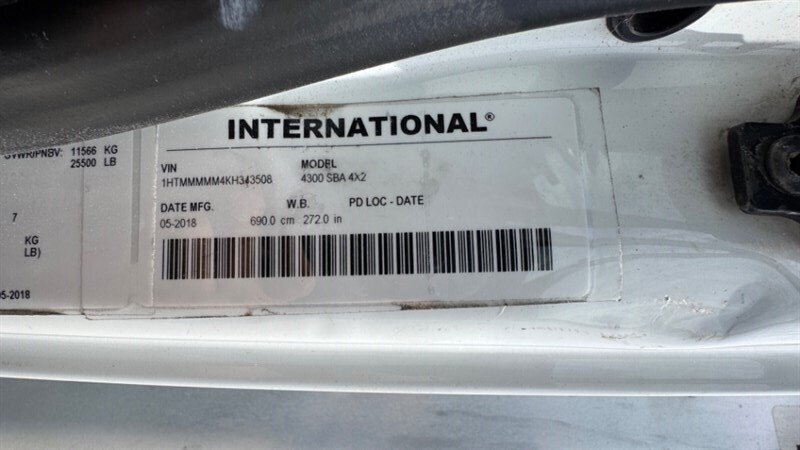 INTERNATIONAL®
GVWR/PNBV: 11566 KG
25500 LB
VIN MODEL
1HTMMMMM4KH343508 4300 SBA 4X2
DATE MFG. W.B. PD LOC - DATE
05-2018 690.0 cm 272.0 in
7
KG
LB)
05-2018